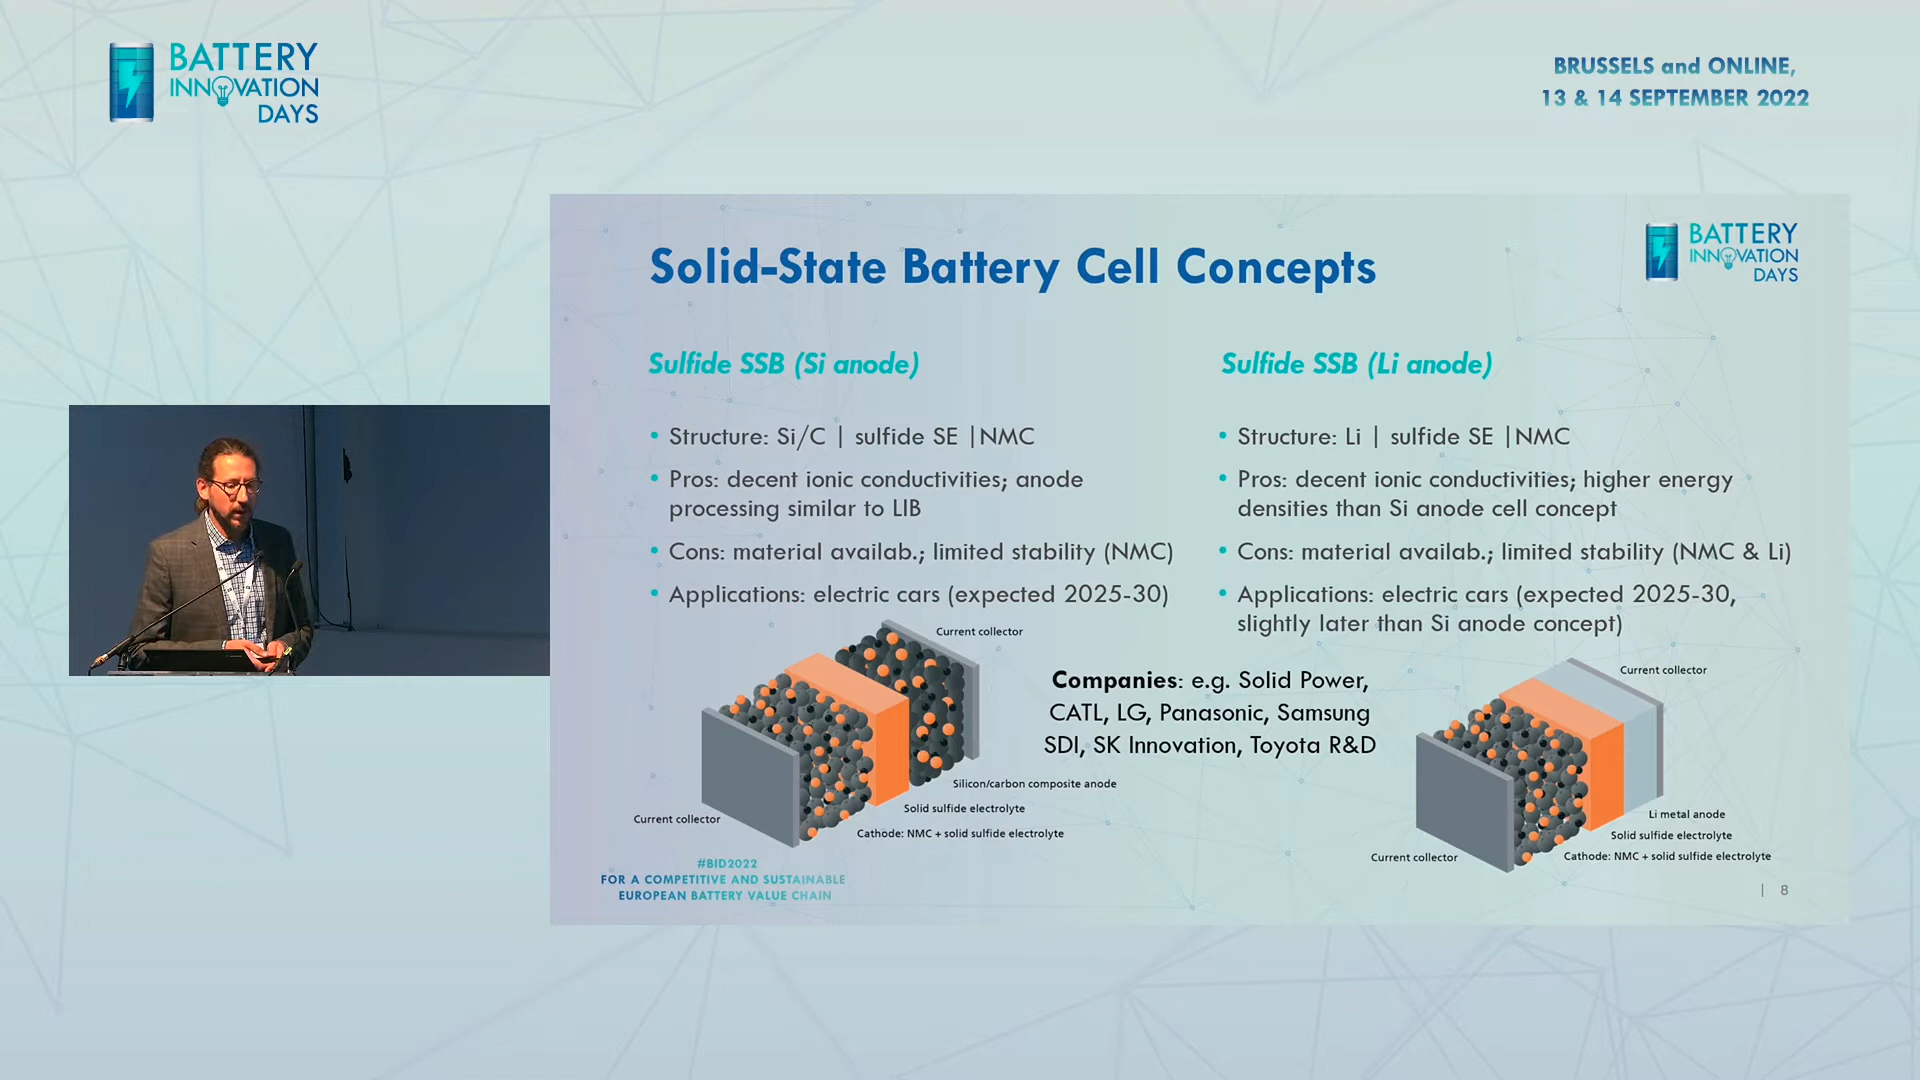 BATTERY
INNOVATION
DAYS
BRUSSELS and ONLINE,
13 & 14 SEPTEMBER 2022
Solid-State Battery Cell Concepts
BATTERY
INNOVATION
DAYS
Sulfide SSB (Si anode)
• Structure: Si/C | sulfide SE |NMC
• Pros: decent ionic conductivities; anode
processing similar to LIB
• Cons: material availab.; limited stability (NMC)
• Applications: electric cars (expected 2025-30)
Sulfide SSB (Li anode)
• Structure: Li | sulfide SE |NMC
• Pros: decent ionic conductivities; higher energy
densities than Si anode cell concept
• Cons: material availab.; limited stability (NMC & Li)
• Applications: electric cars (expected 2025-30,
slightly later than Si anode concept)
Current collector
Silicon/carbon composite anode
Solid sulfide electrolyte
Cathode: NMC + solid sulfide electrolyte
Current collector
Companies: e.g. Solid Power,
CATL, LG, Panasonic, Samsung
SDI, SK Innovation, Toyota R&D
Current collector
Li metal anode
Solid sulfide electrolyte
Cathode: NMC + solid sulfide electrolyte
Current collector
#BID2022
FOR A COMPETITIVE AND SUSTAINABLE
EUROPEAN BATTERY VALUE CHAIN
| 8